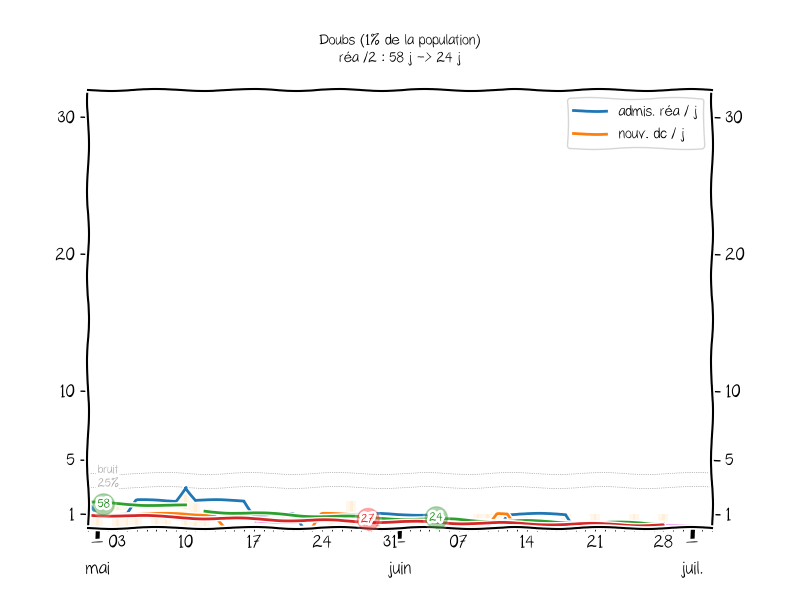 Doubs (1% de la population)
réa /2 : 58 j -> 24 j
admis. réa / j
nouv. dc / j
30
30
20
20
10
10
5
5
1
1
bruit
25%
58
27
24
03 10 17 24 31 07 14 21 28
mai juin juil.